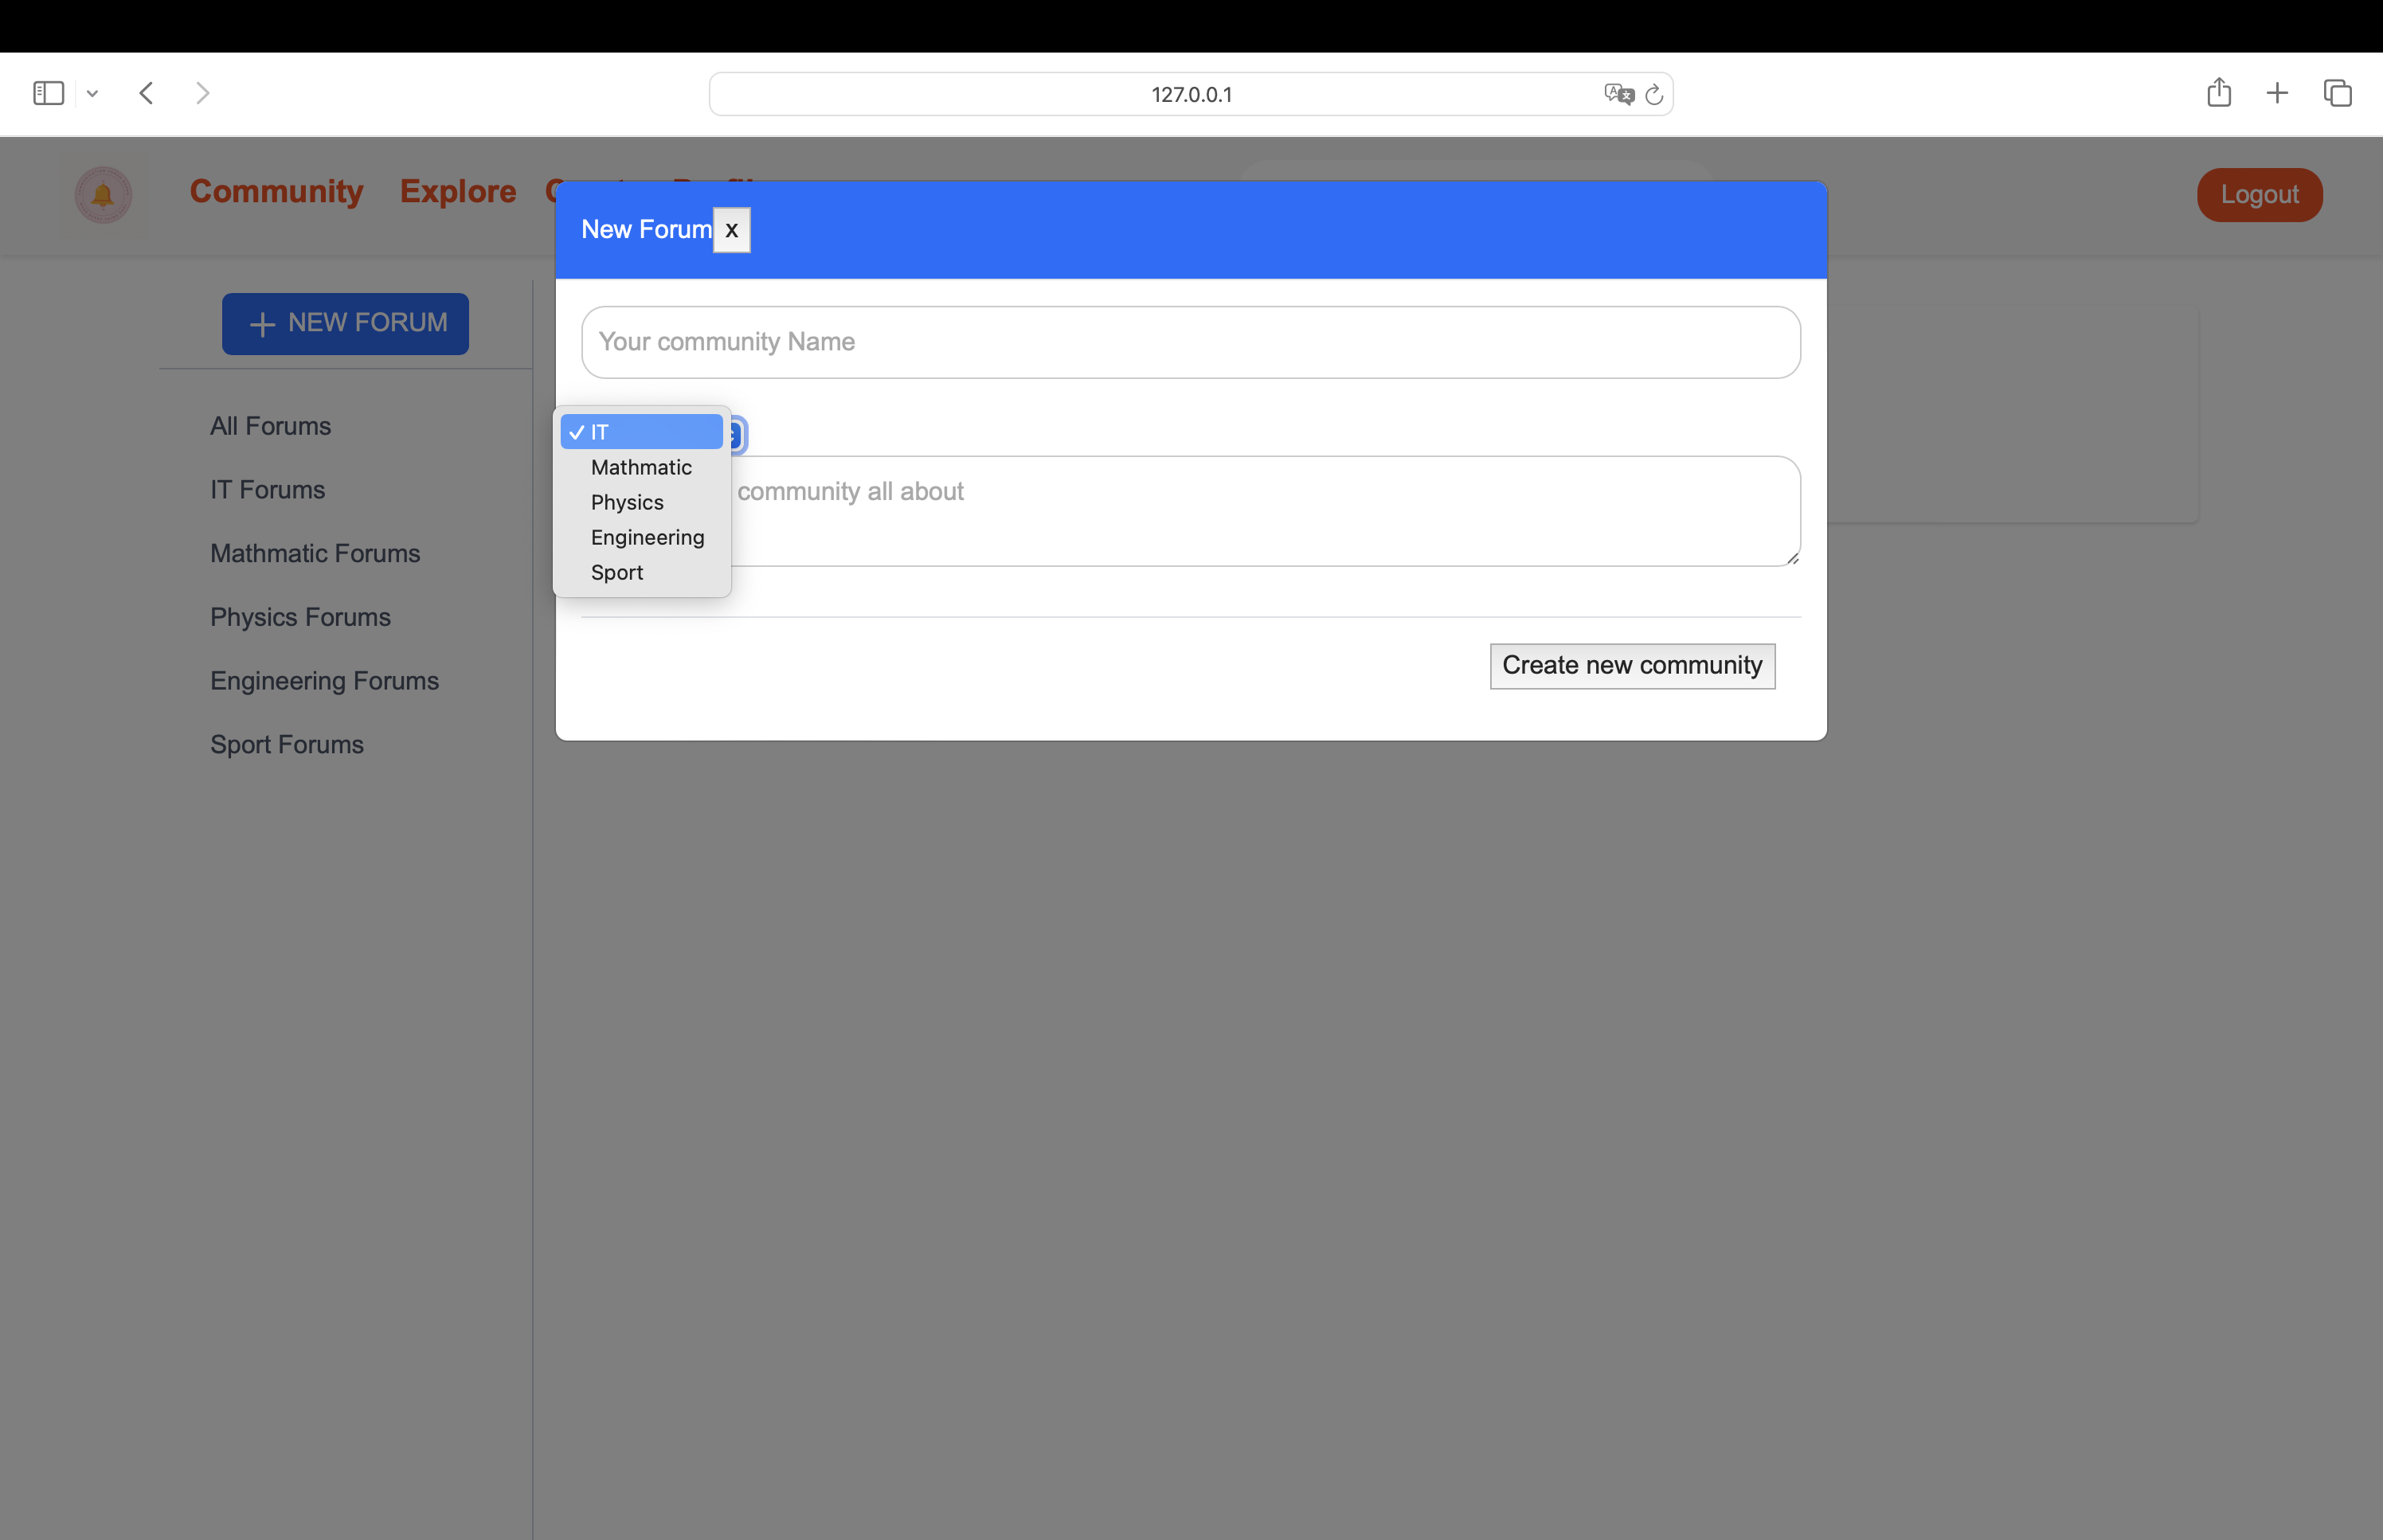 127.0.0.1
Community Explore
Logout
New Forum x
NEW FORUM
Your community Name
All Forums
IT Forums
Mathmatic Forums
Physics Forums
Engineering Forums
Sport Forums
✓ IT
Mathmatic
Physics
Engineering
Sport
community all about
Create new community